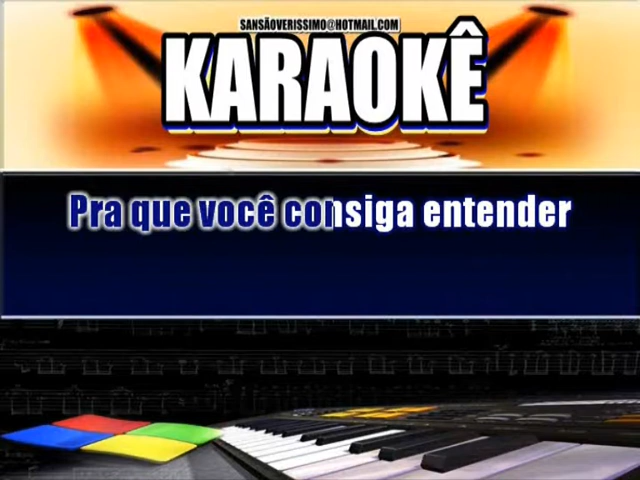 SANSÃOVERISSIMO@HOTMAIL.COM
KARAOKÊ
Pra que você consiga entender